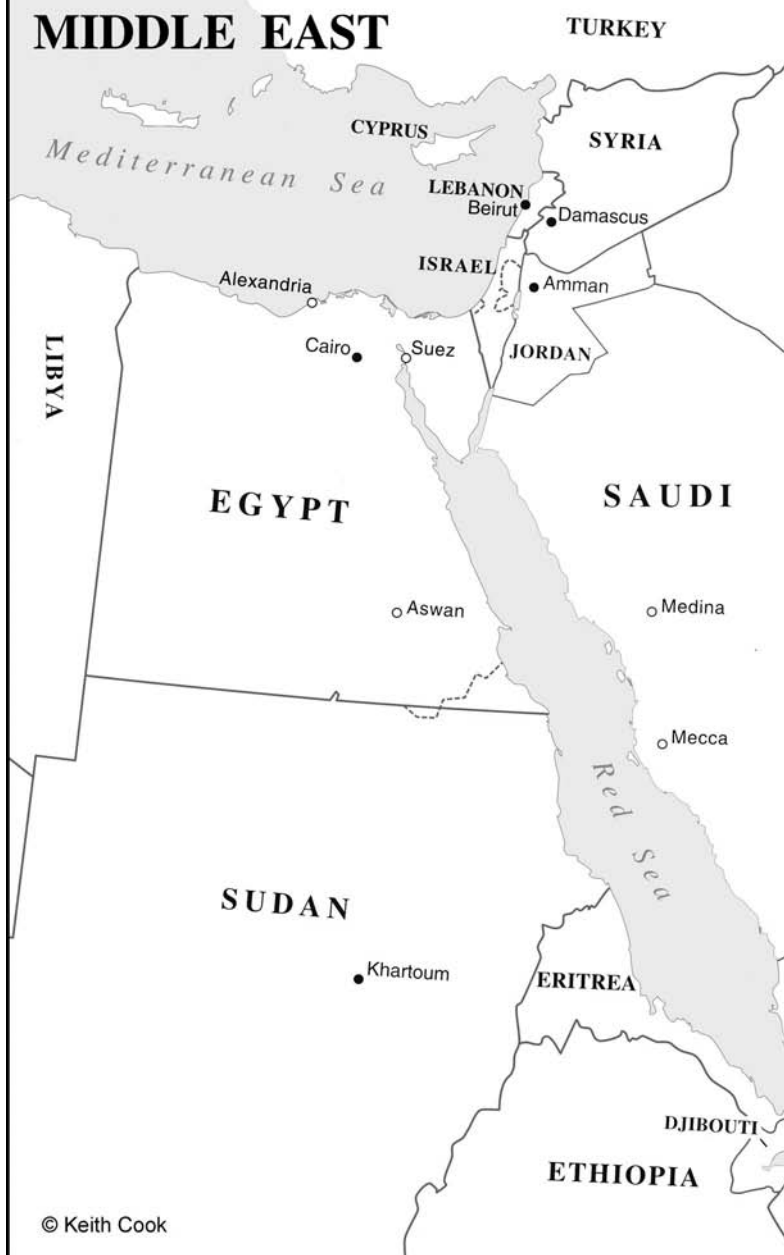 MIDDLE EAST
TURKEY
CYPRUS
SYRIA
Mediterranean Sea
LEBANON
Beirut
Damascus
ISRAEL
Alexandria
Amman
Cairo
Suez
JORDAN
LIBYA
EGYPT
SAUDI
Aswan
Medina
Mecca
Red Sea
SUDAN
Khartoum
ERITREA
DJIBOUTI
ETHIOPIA
© Keith Cook